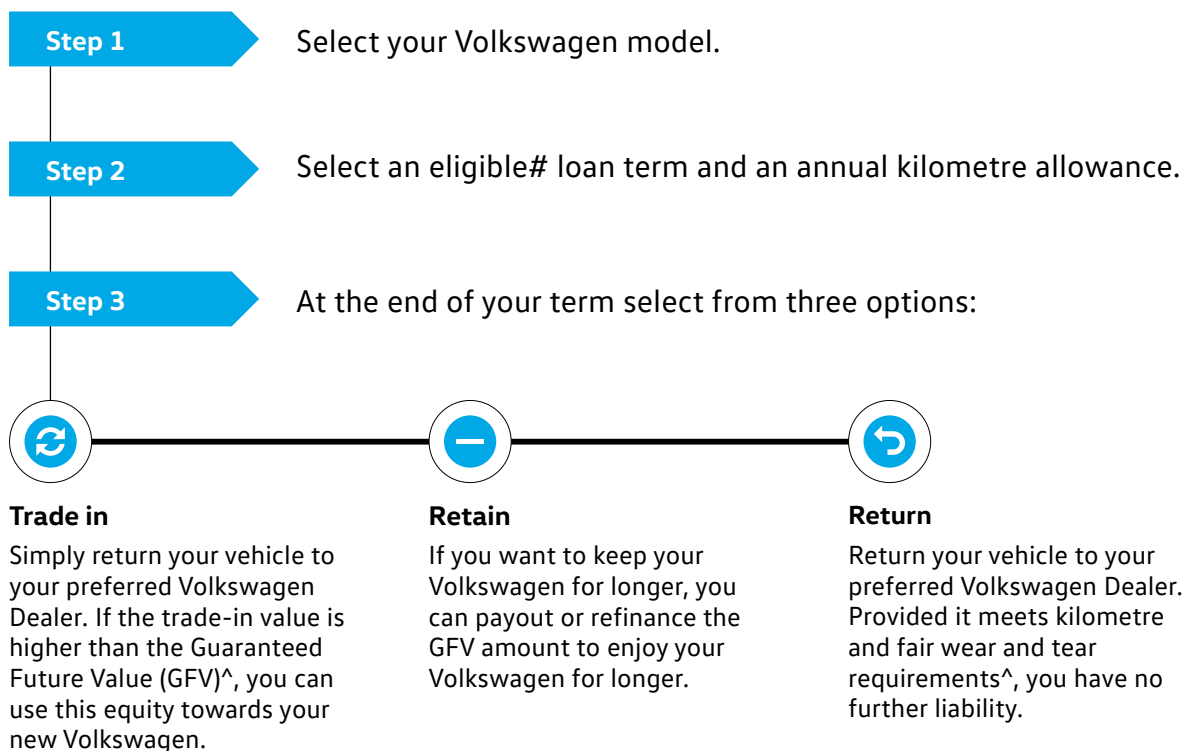 Step 1
Select your Volkswagen model.
Step 2
Select an eligible# loan term and an annual kilometre allowance.
Step 3
At the end of your term select from three options:
Trade in
Simply return your vehicle to
your preferred Volkswagen
Dealer. If the trade-in value is
higher than the Guaranteed
Future Value (GFV)^, you can
use this equity towards your
new Volkswagen.
Retain
If you want to keep your
Volkswagen for longer, you
can payout or refinance the
GFV amount to enjoy your
Volkswagen for longer.
Return
Return your vehicle to your
preferred Volkswagen Dealer.
Provided it meets kilometre
and fair wear and tear
requirements^, you have no
further liability.